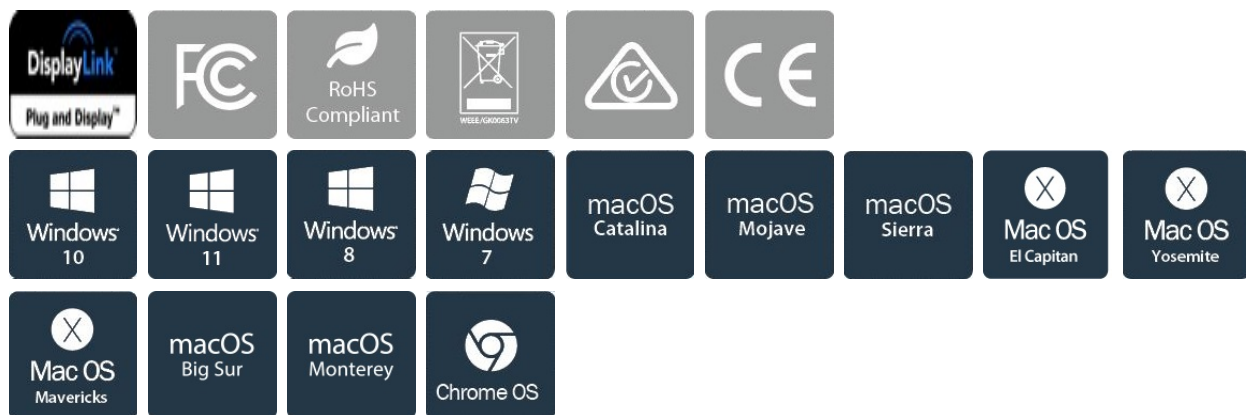 DisplayLink®
Plug and Display™
FC
RoHS
Compliant
WEEE/GK0083TV
CE
Windows
10
Windows
11
Windows
8
Windows
7
macOS
Catalina
macOS
Mojave
macOS
Sierra
X
Mac OS
El Capitan
X
Mac OS
Yosemite
X
Mac OS
Mavericks
macOS
Big Sur
macOS
Monterey
Chrome OS